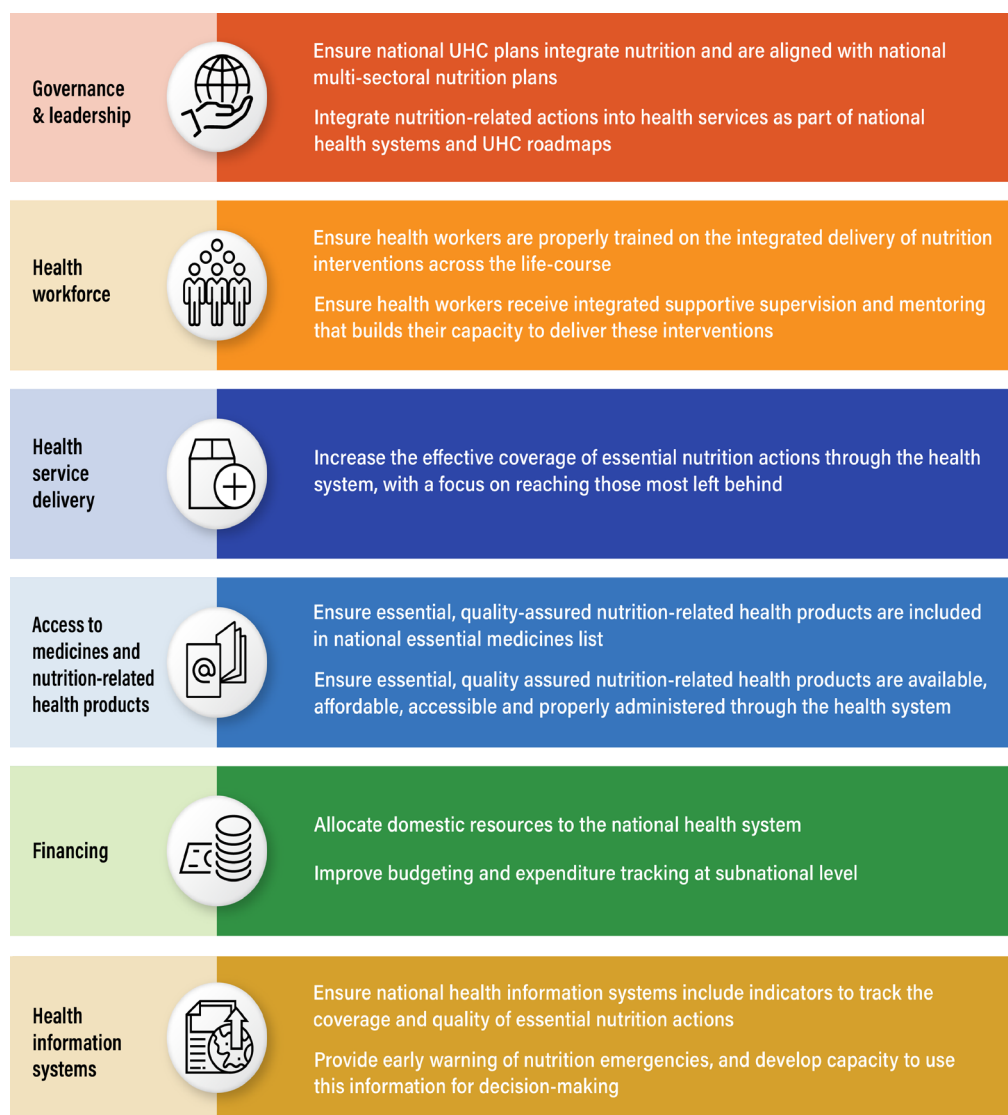 Governance
& leadership
Ensure national UHC plans integrate nutrition and are aligned with national
multi-sectoral nutrition plans
Integrate nutrition-related actions into health services as part of national
health systems and UHC roadmaps
Health
workforce
Ensure health workers are properly trained on the integrated delivery of nutrition
interventions across the life-course
Ensure health workers receive integrated supportive supervision and mentoring
that builds their capacity to deliver these interventions
Health
service
delivery
Increase the effective coverage of essential nutrition actions through the health
system, with a focus on reaching those most left behind
Access to
medicines and
nutrition-related
health products
@
Ensure essential, quality-assured nutrition-related health products are included
in national essential medicines list
Ensure essential, quality assured nutrition-related health products are available,
affordable, accessible and properly administered through the health system
Financing
Allocate domestic resources to the national health system
Improve budgeting and expenditure tracking at subnational level
Health
information
systems
Ensure national health information systems include indicators to track the
coverage and quality of essential nutrition actions
Provide early warning of nutrition emergencies, and develop capacity to use
this information for decision-making